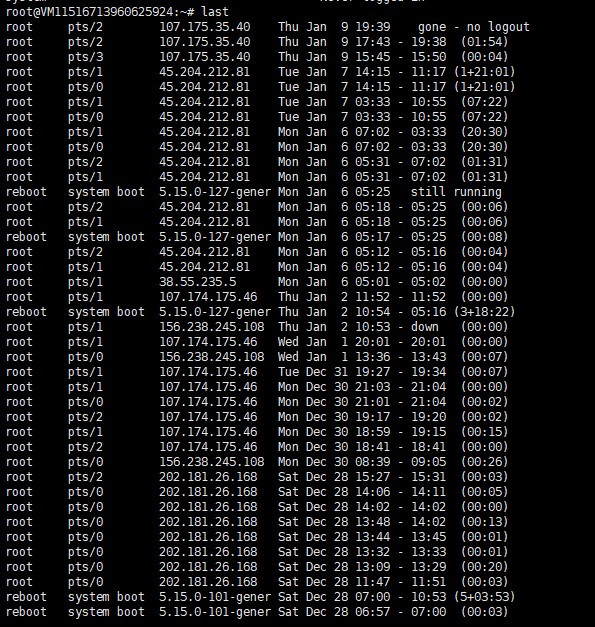 root@VM11516713960625924:~# last
root     pts/2        107.175.35.40    Thu Jan  9 19:39    gone - no logout
root     pts/2        107.175.35.40    Thu Jan  9 17:43 - 19:38  (01:54)
root     pts/3        107.175.35.40    Thu Jan  9 15:45 - 15:50  (00:04)
root     pts/1        45.204.212.81    Tue Jan  7 14:15 - 11:17 (1+21:01)
root     pts/0        45.204.212.81    Tue Jan  7 14:15 - 11:17 (1+21:01)
root     pts/1        45.204.212.81    Tue Jan  7 03:33 - 10:55  (07:22)
root     pts/0        45.204.212.81    Tue Jan  7 03:33 - 10:55  (07:22)
root     pts/1        45.204.212.81    Mon Jan  6 07:02 - 03:33  (20:30)
root     pts/0        45.204.212.81    Mon Jan  6 07:02 - 03:33  (20:30)
root     pts/2        45.204.212.81    Mon Jan  6 05:31 - 07:02  (01:31)
root     pts/1        45.204.212.81    Mon Jan  6 05:31 - 07:02  (01:31)
reboot   system boot  5.15.0-127-gener Mon Jan  6 05:25   still running
root     pts/2        45.204.212.81    Mon Jan  6 05:18 - 05:25  (00:06)
root     pts/1        45.204.212.81    Mon Jan  6 05:18 - 05:25  (00:06)
reboot   system boot  5.15.0-127-gener Mon Jan  6 05:17 - 05:25  (00:08)
root     pts/2        45.204.212.81    Mon Jan  6 05:12 - 05:16  (00:04)
root     pts/1        45.204.212.81    Mon Jan  6 05:12 - 05:16  (00:04)
root     pts/1        38.55.235.5      Mon Jan  6 05:01 - 05:02  (00:00)
root     pts/1        107.174.175.46   Thu Jan  2 11:52 - 11:52  (00:00)
reboot   system boot  5.15.0-127-gener Thu Jan  2 10:54 - 05:16 (3+18:22)
root     pts/1        156.238.245.108  Thu Jan  2 10:53 - down   (00:00)
root     pts/1        107.174.175.46   Wed Jan  1 20:01 - 20:01  (00:00)
root     pts/0        156.238.245.108  Wed Jan  1 13:36 - 13:43  (00:07)
root     pts/1        107.174.175.46   Tue Dec 31 19:27 - 19:34  (00:07)
root     pts/1        107.174.175.46   Mon Dec 30 21:03 - 21:04  (00:00)
root     pts/0        107.174.175.46   Mon Dec 30 21:01 - 21:04  (00:02)
root     pts/2        107.174.175.46   Mon Dec 30 19:17 - 19:20  (00:02)
root     pts/1        107.174.175.46   Mon Dec 30 18:59 - 19:15  (00:15)
root     pts/1        107.174.175.46   Mon Dec 30 18:41 - 18:41  (00:00)
root     pts/0        156.238.245.108  Mon Dec 30 08:39 - 09:05  (00:26)
root     pts/2        202.181.26.168   Sat Dec 28 15:27 - 15:31  (00:03)
root     pts/0        202.181.26.168   Sat Dec 28 14:06 - 14:11  (00:05)
root     pts/0        202.181.26.168   Sat Dec 28 14:02 - 14:02  (00:00)
root     pts/0        202.181.26.168   Sat Dec 28 13:48 - 14:02  (00:13)
root     pts/0        202.181.26.168   Sat Dec 28 13:44 - 13:45  (00:01)
root     pts/0        202.181.26.168   Sat Dec 28 13:32 - 13:33  (00:01)
root     pts/0        202.181.26.168   Sat Dec 28 13:09 - 13:29  (00:20)
root     pts/0        202.181.26.168   Sat Dec 28 11:47 - 11:51  (00:03)
reboot   system boot  5.15.0-101-gener Sat Dec 28 07:00 - 10:53 (5+03:53)
reboot   system boot  5.15.0-101-gener Sat Dec 28 06:57 - 07:00  (00:03)